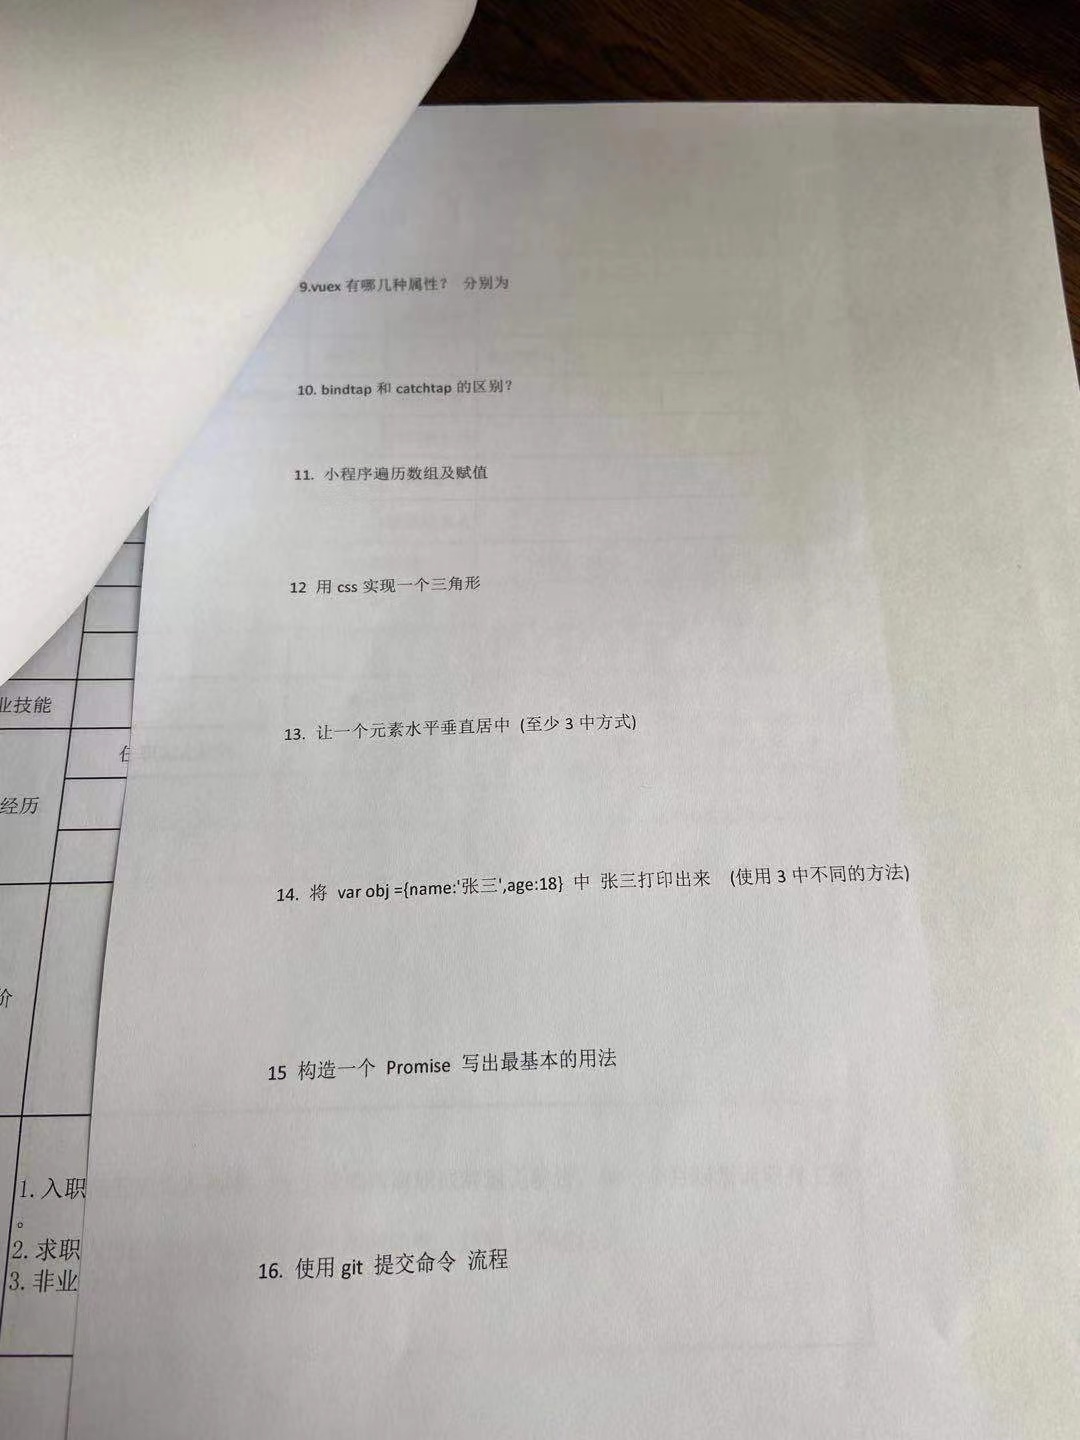 9.vuex 有哪几种属性？ 分别为
10. bindtap 和 catchtap 的区别？
11. 小程序遍历数组及赋值
12 用 css 实现一个三角形
业技能
13. 让一个元素水平垂直居中 (至少 3 中方式)
任
经历
14. 将 var obj ={name:'张三',age:18} 中 张三打印出来 (使用 3 中不同的方法)
价
15 构造一个 Promise 写出最基本的用法
1. 入职
。
2. 求职
3. 非业
16. 使用 git 提交命令 流程